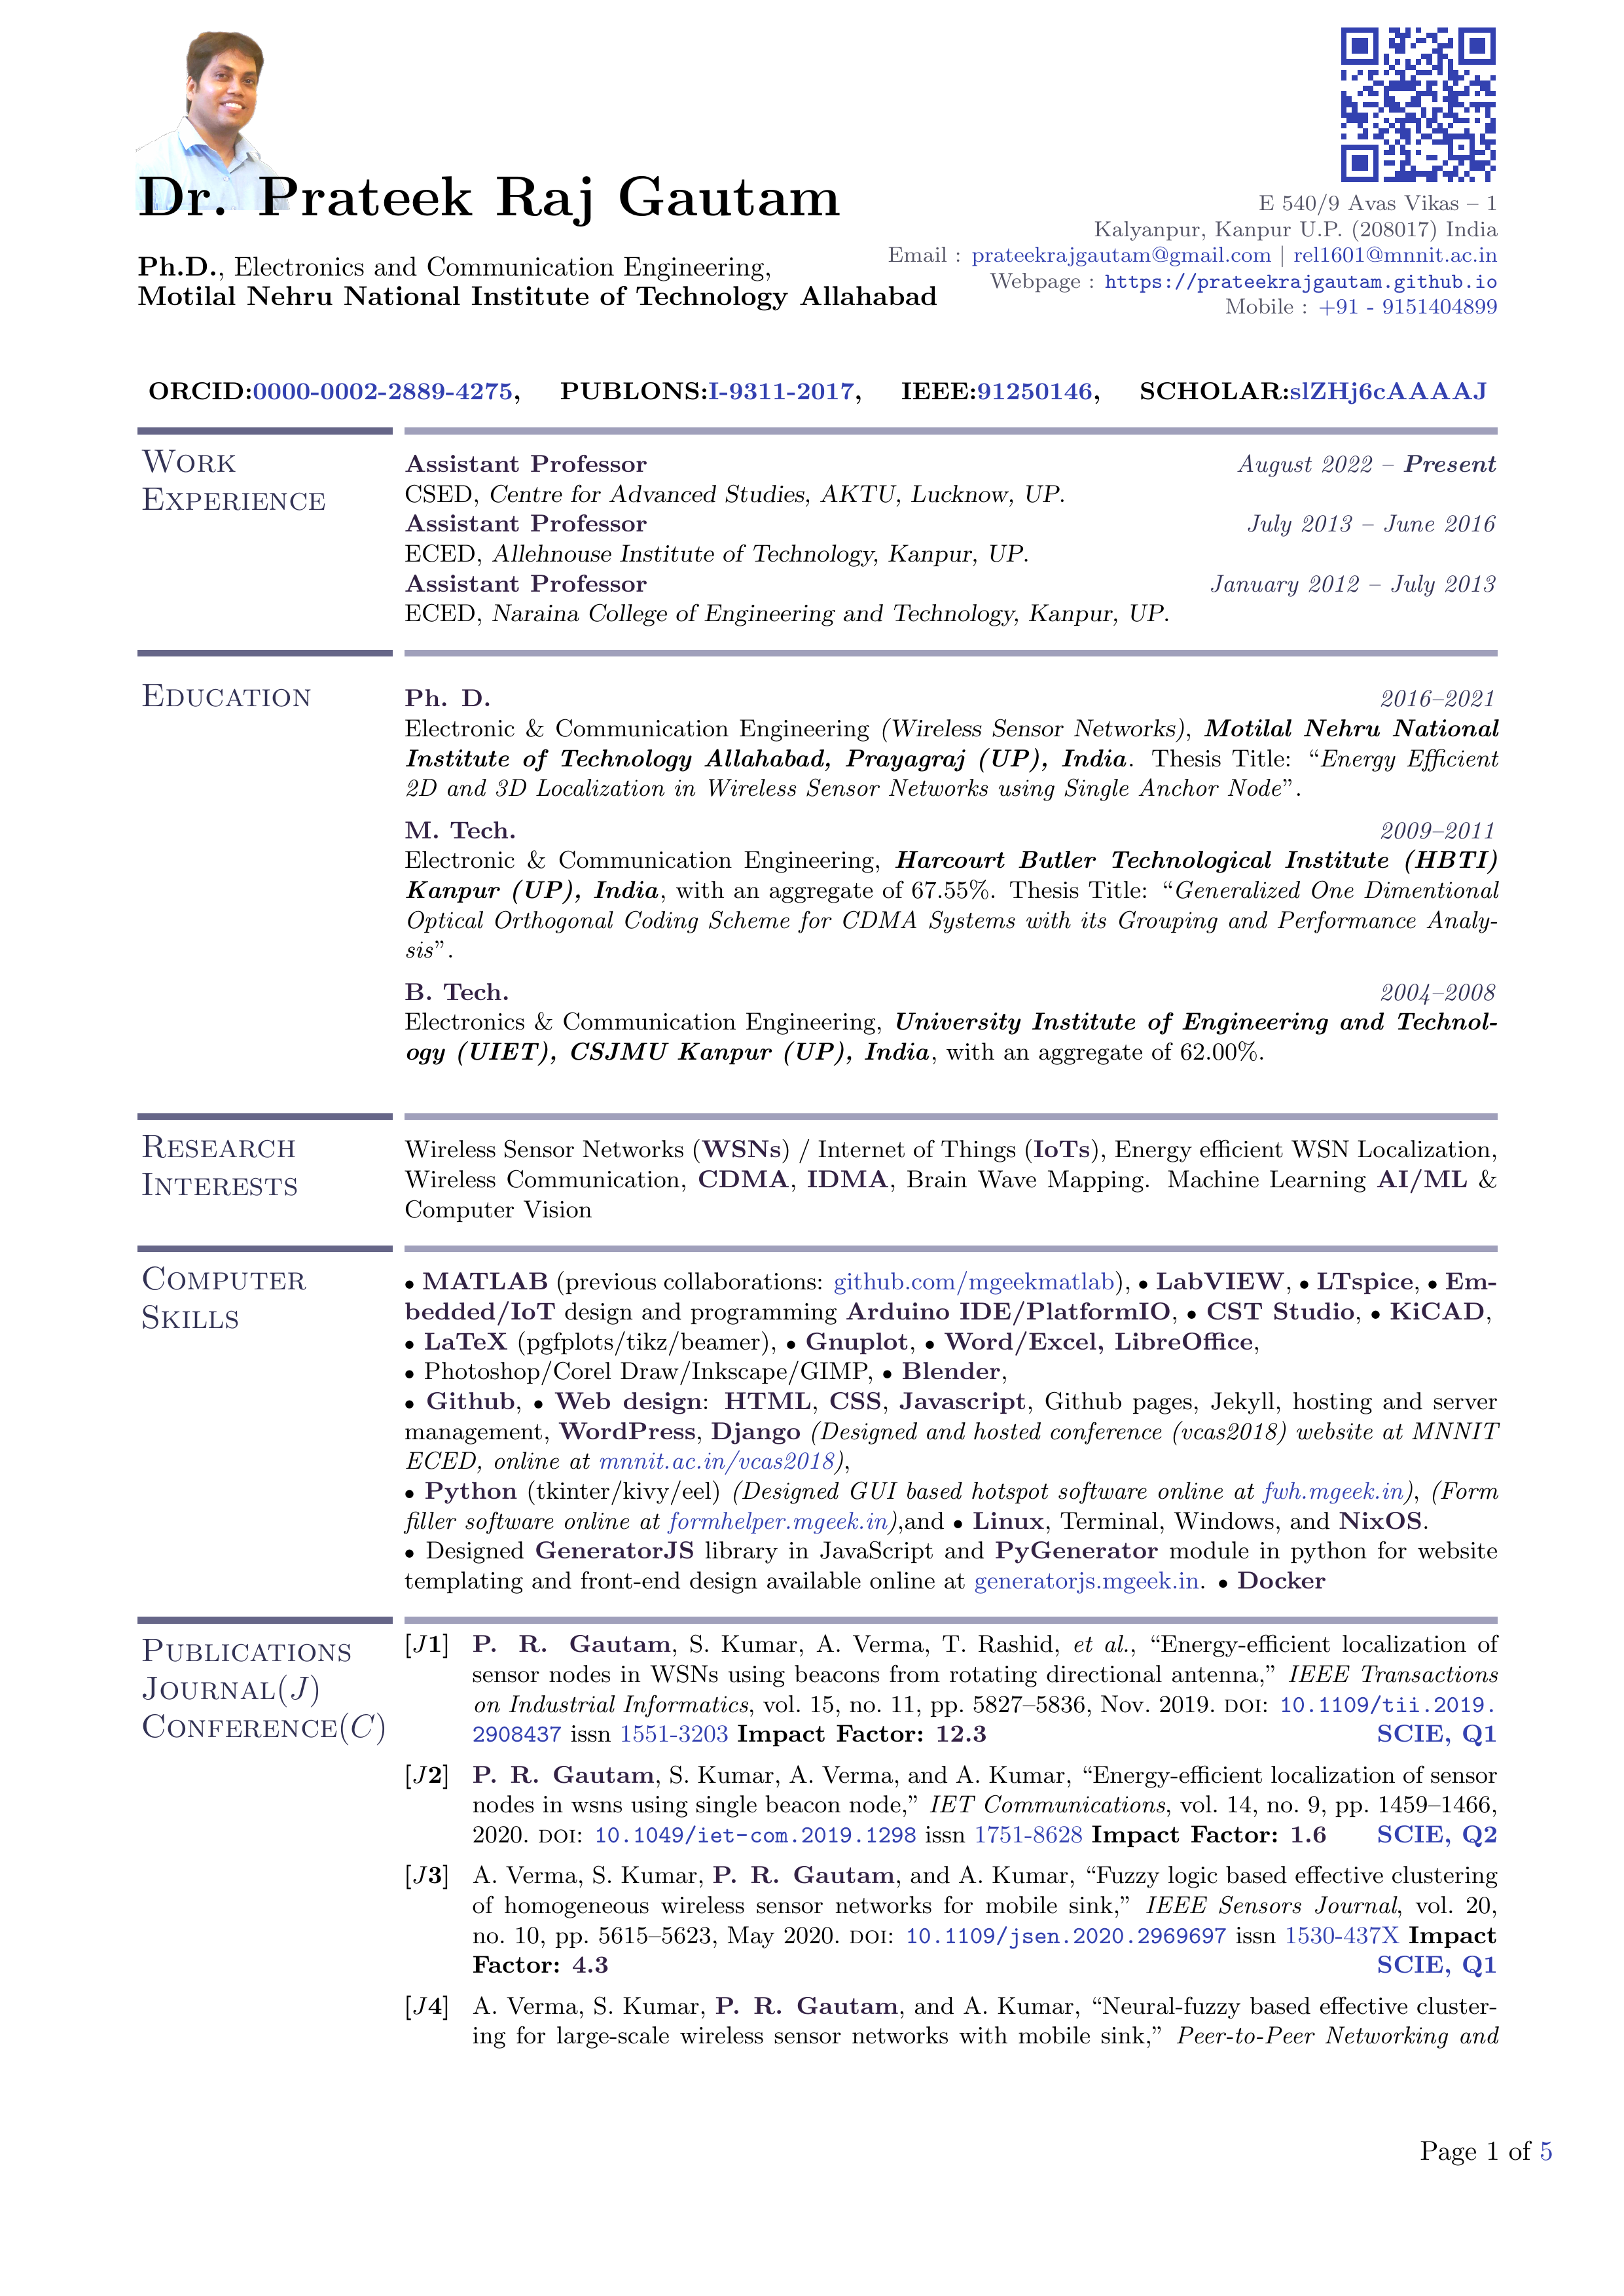 Dr. Prateek Raj Gautam
Ph.D., Electronics and Communication Engineering,
Motilal Nehru National Institute of Technology Allahabad
E 540/9 Avas Vikas – 1
Kalyanpur, Kanpur U.P. (208017) India
Email : prateekrajgautam@gmail.com | rel1601@mnnit.ac.in
Webpage : https://prateekrajgautam.github.io
Mobile : +91 - 9151404899
ORCID:0000-0002-2889-4275, PUBLONS:I-9311-2017, IEEE:91250146, SCHOLAR:slZHj6cAAAAJ
Work
Experience
Assistant Professor August 2022 – Present
CSED, Centre for Advanced Studies, AKTU, Lucknow, UP.
Assistant Professor July 2013 – June 2016
ECED, Allehnouse Institute of Technology, Kanpur, UP.
Assistant Professor January 2012 – July 2013
ECED, Naraina College of Engineering and Technology, Kanpur, UP.
Education
Ph. D. 2016–2021
Electronic & Communication Engineering (Wireless Sensor Networks), Motilal Nehru National
Institute of Technology Allahabad, Prayagraj (UP), India. Thesis Title: “Energy Efficient
2D and 3D Localization in Wireless Sensor Networks using Single Anchor Node”.
M. Tech. 2009–2011
Electronic & Communication Engineering, Harcourt Butler Technological Institute (HBTI)
Kanpur (UP), India, with an aggregate of 67.55%. Thesis Title: “Generalized One Dimentional
Optical Orthogonal Coding Scheme for CDMA Systems with its Grouping and Performance Analy-
sis”.
B. Tech. 2004–2008
Electronics & Communication Engineering, University Institute of Engineering and Technol-
ogy (UIET), CSJMU Kanpur (UP), India, with an aggregate of 62.00%.
Research
Interests
Wireless Sensor Networks (WSNs) / Internet of Things (IoTs), Energy efficient WSN Localization,
Wireless Communication, CDMA, IDMA, Brain Wave Mapping. Machine Learning AI/ML &
Computer Vision
Computer
Skills
• MATLAB (previous collaborations: github.com/mgeekmatlab), • LabVIEW, • LTspice, • Em-
bedded/IoT design and programming Arduino IDE/PlatformIO, • CST Studio, • KiCAD,
• LaTeX (pgfplots/tikz/beamer), • Gnuplot, • Word/Excel, LibreOffice,
• Photoshop/Corel Draw/Inkscape/GIMP, • Blender,
• Github, • Web design: HTML, CSS, Javascript, Github pages, Jekyll, hosting and server
management, WordPress, Django (Designed and hosted conference (vcas2018) website at MNNIT
ECED, online at mnnit.ac.in/vcas2018),
• Python (tkinter/kivy/eel) (Designed GUI based hotspot software online at fwh.mgeek.in), (Form
filler software online at formhelper.mgeek.in),and • Linux, Terminal, Windows, and NixOS.
• Designed GeneratorJS library in JavaScript and PyGenerator module in python for website
templating and front-end design available online at generatorjs.mgeek.in. • Docker
Publications
Journal(J)
Conference(C)
[J1] P. R. Gautam, S. Kumar, A. Verma, T. Rashid, et al., “Energy-efficient localization of
sensor nodes in WSNs using beacons from rotating directional antenna,” IEEE Transactions
on Industrial Informatics, vol. 15, no. 11, pp. 5827–5836, Nov. 2019. doi: 10.1109/tii.2019.
2908437 issn 1551-3203 Impact Factor: 12.3 SCIE, Q1
[J2] P. R. Gautam, S. Kumar, A. Verma, and A. Kumar, “Energy-efficient localization of sensor
nodes in wsns using single beacon node,” IET Communications, vol. 14, no. 9, pp. 1459–1466,
2020. doi: 10.1049/iet-com.2019.1298 issn 1751-8628 Impact Factor: 1.6 SCIE, Q2
[J3] A. Verma, S. Kumar, P. R. Gautam, and A. Kumar, “Fuzzy logic based effective clustering
of homogeneous wireless sensor networks for mobile sink,” IEEE Sensors Journal, vol. 20,
no. 10, pp. 5615–5623, May 2020. doi: 10.1109/jsen.2020.2969697 issn 1530-437X Impact
Factor: 4.3 SCIE, Q1
[J4] A. Verma, S. Kumar, P. R. Gautam, and A. Kumar, “Neural-fuzzy based effective cluster-
ing for large-scale wireless sensor networks with mobile sink,” Peer-to-Peer Networking and
Page 1 of 5